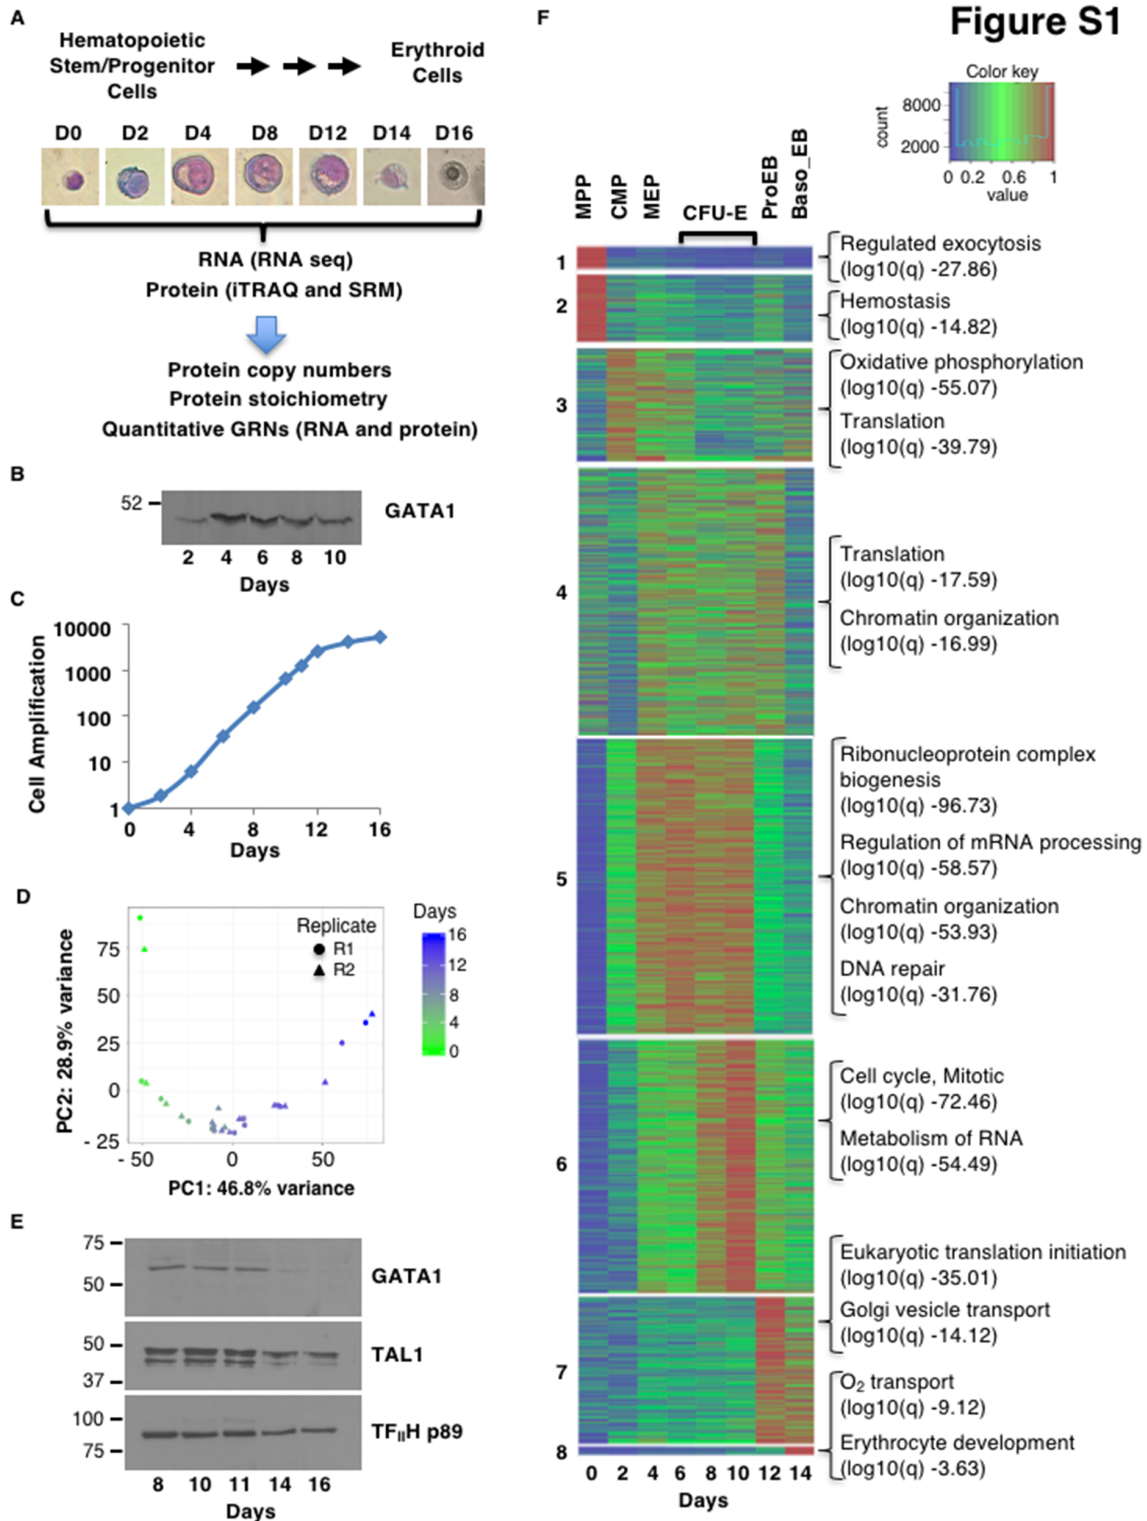 Figure S1
A
Hematopoietic
Stem/Progenitor
Cells
Erythroid
Cells
D0 D2 D4 D8 D12 D14 D16
RNA (RNA seq)
Protein (iTRAQ and SRM)
Protein copy numbers
Protein stoichiometry
Quantitative GRNs (RNA and protein)
B
52
GATA1
2 4 6 8 10
Days
C
Cell Amplification
10000
1000
100
10
1
0 4 8 12 16
Days
D
PC2: 28.9% variance
75
50
25
0
- 25
- 50 0 50
PC1: 46.8% variance
Replicate
R1
R2
Days
16
12
8
4
0
E
75
50
GATA1
50
37
TAL1
100
75
TFIIH p89
8 10 11 14 16
Days
F
Color key
count
8000
2000
0 0.2 0.6 1
value
MPP CMP MEP CFU-E ProEB Baso_EB
1
Regulated exocytosis
(log10(q) -27.86)
2
Hemostasis
(log10(q) -14.82)
3
Oxidative phosphorylation
(log10(q) -55.07)
Translation
(log10(q) -39.79)
4
Translation
(log10(q) -17.59)
Chromatin organization
(log10(q) -16.99)
5
Ribonucleoprotein complex
biogenesis
(log10(q) -96.73)
Regulation of mRNA processing
(log10(q) -58.57)
Chromatin organization
(log10(q) -53.93)
DNA repair
(log10(q) -31.76)
6
Cell cycle, Mitotic
(log10(q) -72.46)
Metabolism of RNA
(log10(q) -54.49)
7
Eukaryotic translation initiation
(log10(q) -35.01)
Golgi vesicle transport
(log10(q) -14.12)
8
O2 transport
(log10(q) -9.12)
Erythrocyte development
(log10(q) -3.63)
0 2 4 6 8 10 12 14
Days